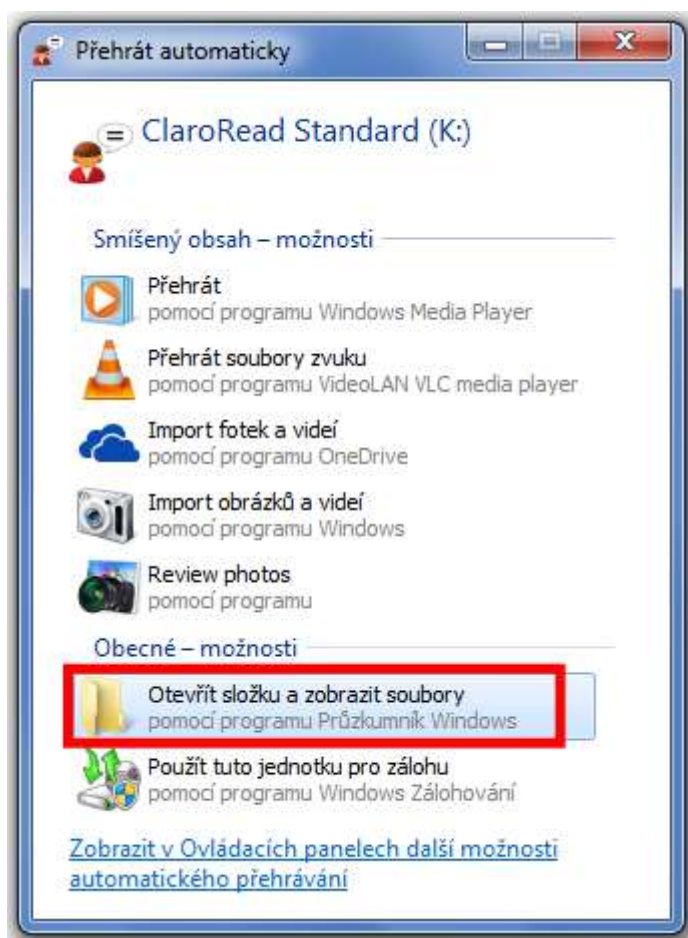 Přehrát automaticky
ClaroRead Standard (K:)
Smíšený obsah – možnosti
Přehrát
pomocí programu Windows Media Player
Přehrát soubory zvuku
pomocí programu VideoLAN VLC media player
Import fotek a videí
pomocí programu OneDrive
Import obrázků a videí
pomocí programu Windows
Review photos
pomocí programu
Obecné – možnosti
Otevřít složku a zobrazit soubory
pomocí programu Průzkumník Windows
Použít tuto jednotku pro zálohu
pomocí programu Windows Zálohování
Zobrazit v Ovládacích panelech další možnosti
automatického přehrávání